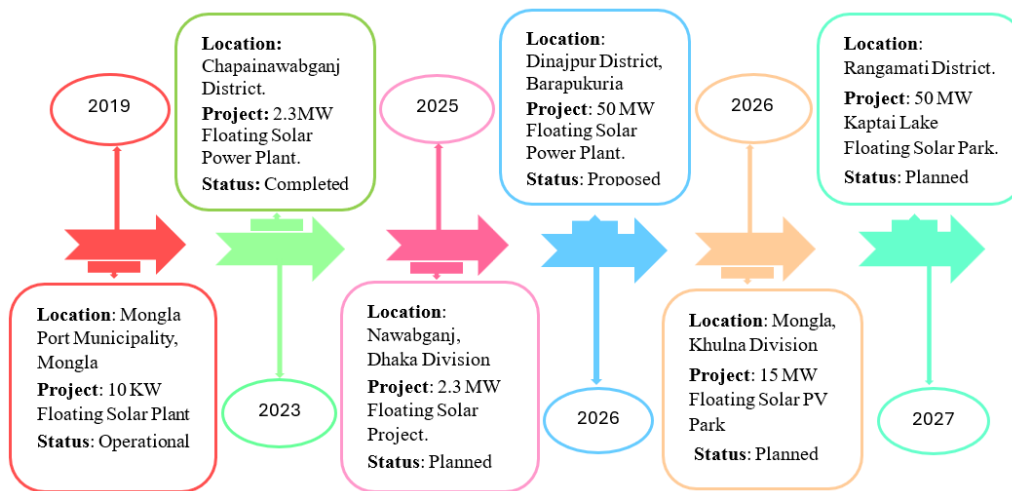 2019
Location: Mongla
Port Municipality,
Mongla
Project: 10 KW
Floating Solar Plant
Status: Operational
Location:
Chapainawabganj
District.
Project: 2.3MW
Floating Solar
Power Plant.
Status: Completed
2023
2025
Location:
Nawabganj,
Dhaka Division
Project: 2.3 MW
Floating Solar
Project.
Status: Planned
Location:
Dinajpur District,
Barapukuria
Project: 50 MW
Floating Solar
Power Plant.
Status: Proposed
2026
2026
Location: Mongla,
Khulna Division
Project: 15 MW
Floating Solar PV
Park
Status: Planned
Location:
Rangamati District.
Project: 50 MW
Kaptai Lake
Floating Solar Park.
Status: Planned
2027